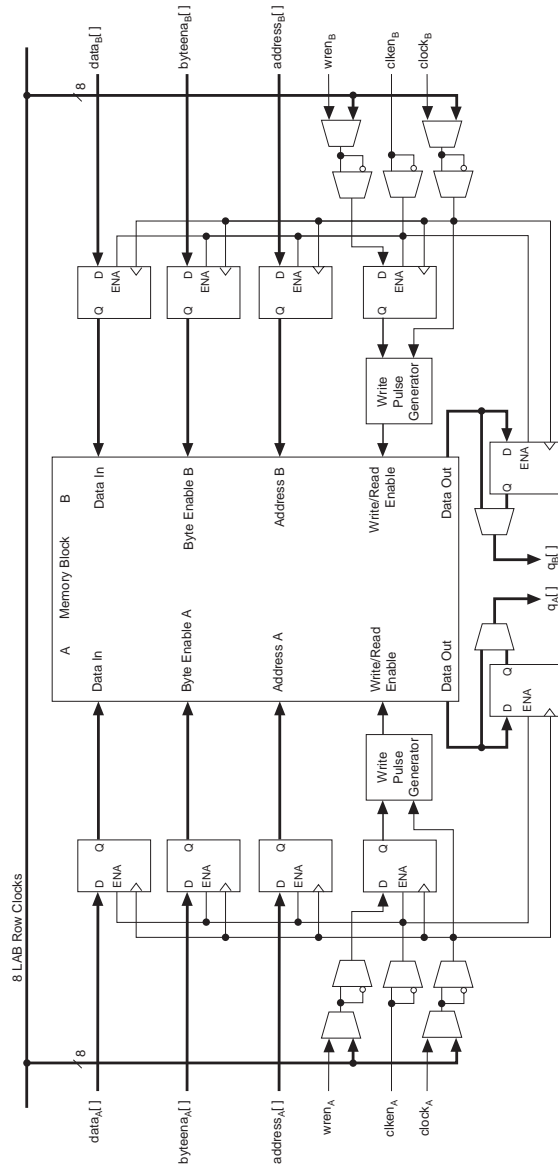 8 LAB Row Clocks
8
data_A[ ]
byteena_A[ ]
address_A[ ]
wren_A
clken_A
clock_A
D
Q
ENA
D
Q
ENA
D
Q
ENA
D
Q
ENA
Write
Pulse
Generator
A
Memory Block
B
Data In
Data In
Byte Enable A
Byte Enable B
Address A
Address B
Write/Read
Enable
Write/Read
Enable
Data Out
Data Out
D
Q
ENA
q_A[ ]
D
Q
ENA
q_B[ ]
Write
Pulse
Generator
Q
D
ENA
Q
D
ENA
Q
D
ENA
Q
D
ENA
8
data_B[ ]
byteena_B[ ]
address_B[ ]
wren_B
clken_B
clock_B